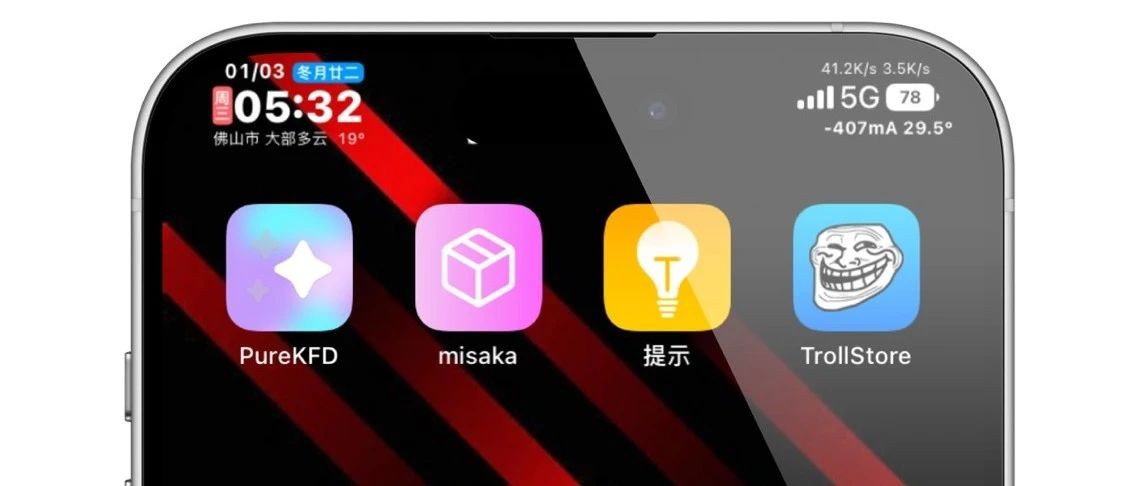 01/03 冬月廿二
周三 05:32
佛山市 大部多云 19°
41.2K/s 3.5K/s
5G 78
-407mA 29.5°
PureKFD
misaka
提示
TrollStore